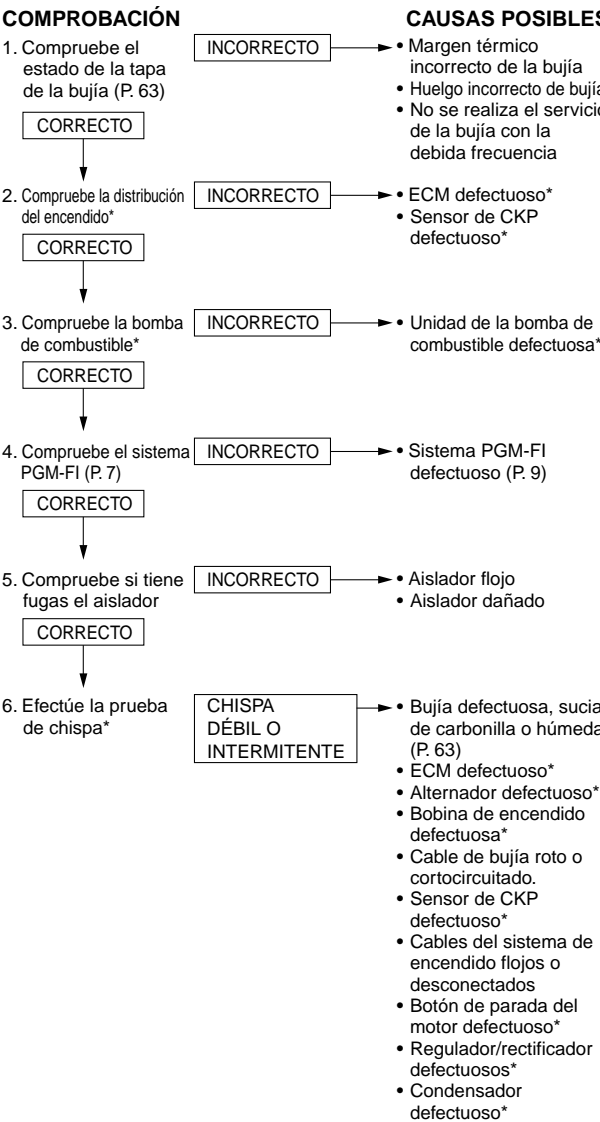 COMPROBACIÓN CAUSAS POSIBLES
1. Compruebe el estado de la tapa de la bujía (P. 63)
INCORRECTO
• Margen térmico
incorrecto de la bujía
• Huelgo incorrecto de bujía
• No se realiza el servicio
de la bujía con la
debida frecuencia
CORRECTO
2. Compruebe la distribución
del encendido*
INCORRECTO
• ECM defectuoso*
• Sensor de CKP
defectuoso*
CORRECTO
3. Compruebe la bomba
de combustible*
INCORRECTO
• Unidad de la bomba de
combustible defectuosa*
CORRECTO
4. Compruebe el sistema
PGM-FI (P. 7)
INCORRECTO
• Sistema PGM-FI
defectuoso (P. 9)
CORRECTO
5. Compruebe si tiene
fugas el aislador
INCORRECTO
• Aislador flojo
• Aislador dañado
CORRECTO
6. Efectúe la prueba
de chispa*
CHISPA
DÉBIL O
INTERMITENTE
• Bujía defectuosa, sucia
de carbonilla o húmeda
(P. 63)
• ECM defectuoso*
• Alternador defectuoso*
• Bobina de encendido
defectuosa*
• Cable de bujía roto o
cortocircuitado.
• Sensor de CKP
defectuoso*
• Cables del sistema de
encendido flojos o
desconectados
• Botón de parada del
motor defectuoso*
• Regulador/rectificador
defectuosos*
• Condensador
defectuoso*